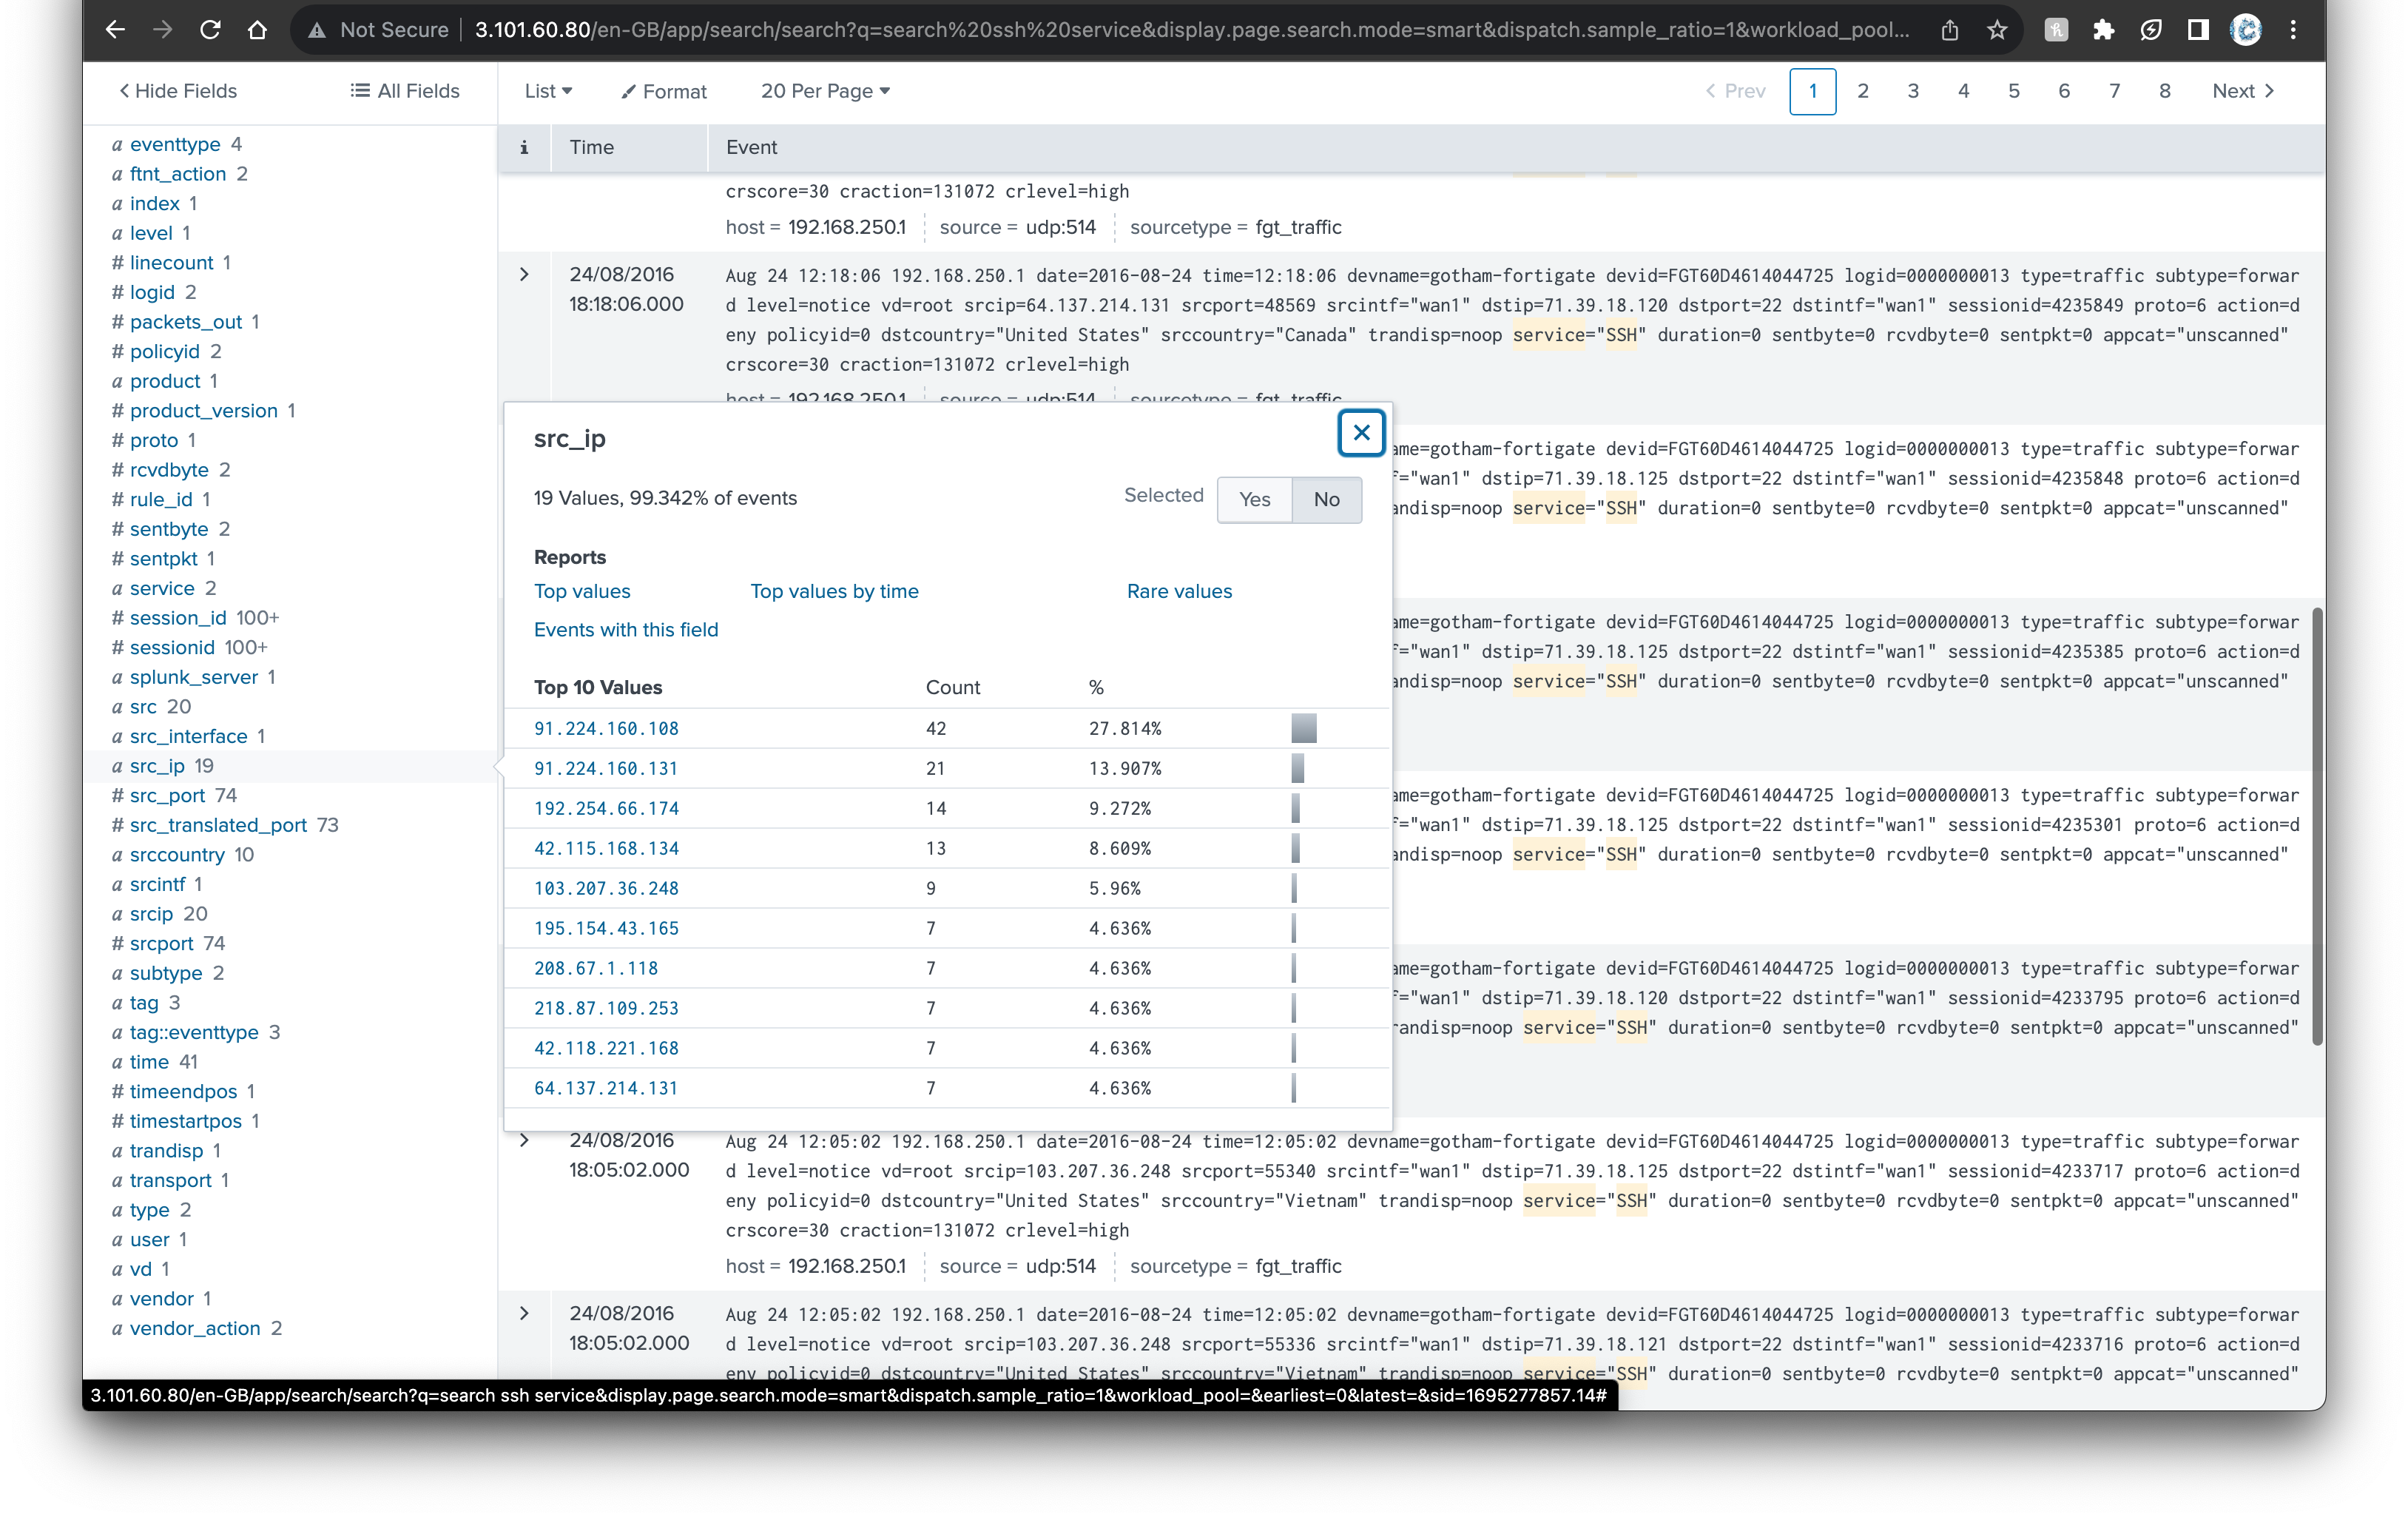 Not Secure 3.101.60.80/en-GB/app/search/search?q=search%20ssh%20service&display.page.search.mode=smart&dispatch.sample_ratio=1&workload_pool...
Hide Fields All Fields List Format 20 Per Page Prev 1 2 3 4 5 6 7 8 Next
i Time Event
a eventtype 4
a ftnt_action 2
a index 1
a level 1
# linecount 1
# logid 2
# packets_out 1
# policyid 2
a product 1
# product_version 1
# proto 1
# rcvdbyte 2
# rule_id 1
# sentbyte 2
# sentpkt 1
a service 2
# session_id 100+
# sessionid 100+
a splunk_server 1
a src 20
a src_interface 1
a src_ip 19
# src_port 74
# src_translated_port 73
a srccountry 10
a srcintf 1
a srcip 20
# srcport 74
a subtype 2
a tag 3
a tag::eventtype 3
a time 41
# timeendpos 1
# timestartpos 1
a trandisp 1
a transport 1
a type 2
a user 1
a vd 1
a vendor 1
a vendor_action 2
crscore=30 craction=131072 crlevel=high
host = 192.168.250.1 source = udp:514 sourcetype = fgt_traffic
24/08/2016
18:18:06.000
Aug 24 12:18:06 192.168.250.1 date=2016-08-24 time=12:18:06 devname=gotham-fortigate devid=FGT60D4614044725 logid=0000000013 type=traffic subtype=forwar
d level=notice vd=root srcip=64.137.214.131 srcport=48569 srcintf="wan1" dstip=71.39.18.120 dstport=22 dstintf="wan1" sessionid=4235849 proto=6 action=d
eny policyid=0 dstcountry="United States" srccountry="Canada" trandisp=noop service="SSH" duration=0 sentbyte=0 rcvdbyte=0 sentpkt=0 appcat="unscanned"
crscore=30 craction=131072 crlevel=high
host = 192.168.250.1 source = udp:514 sourcetype = fgt_traffic
src_ip
19 Values, 99.342% of events
Selected Yes No
Reports
Top values Top values by time Rare values
Events with this field
Top 10 Values Count %
91.224.160.108 42 27.814%
91.224.160.131 21 13.907%
192.254.66.174 14 9.272%
42.115.168.134 13 8.609%
103.207.36.248 9 5.96%
195.154.43.165 7 4.636%
208.67.1.118 7 4.636%
218.87.109.253 7 4.636%
42.118.221.168 7 4.636%
64.137.214.131 7 4.636%
ame=gotham-fortigate devid=FGT60D4614044725 logid=0000000013 type=traffic subtype=forwar
="wan1" dstip=71.39.18.125 dstport=22 dstintf="wan1" sessionid=4235848 proto=6 action=d
andisp=noop service="SSH" duration=0 sentbyte=0 rcvdbyte=0 sentpkt=0 appcat="unscanned"
ame=gotham-fortigate devid=FGT60D4614044725 logid=0000000013 type=traffic subtype=forwar
="wan1" dstip=71.39.18.125 dstport=22 dstintf="wan1" sessionid=4235385 proto=6 action=d
andisp=noop service="SSH" duration=0 sentbyte=0 rcvdbyte=0 sentpkt=0 appcat="unscanned"
ame=gotham-fortigate devid=FGT60D4614044725 logid=0000000013 type=traffic subtype=forwar
="wan1" dstip=71.39.18.125 dstport=22 dstintf="wan1" sessionid=4235301 proto=6 action=d
andisp=noop service="SSH" duration=0 sentbyte=0 rcvdbyte=0 sentpkt=0 appcat="unscanned"
ame=gotham-fortigate devid=FGT60D4614044725 logid=0000000013 type=traffic subtype=forwar
="wan1" dstip=71.39.18.120 dstport=22 dstintf="wan1" sessionid=4233795 proto=6 action=d
randisp=noop service="SSH" duration=0 sentbyte=0 rcvdbyte=0 sentpkt=0 appcat="unscanned"
24/08/2016
18:05:02.000
Aug 24 12:05:02 192.168.250.1 date=2016-08-24 time=12:05:02 devname=gotham-fortigate devid=FGT60D4614044725 logid=0000000013 type=traffic subtype=forwar
d level=notice vd=root srcip=103.207.36.248 srcport=55340 srcintf="wan1" dstip=71.39.18.125 dstport=22 dstintf="wan1" sessionid=4233717 proto=6 action=d
eny policyid=0 dstcountry="United States" srccountry="Vietnam" trandisp=noop service="SSH" duration=0 sentbyte=0 rcvdbyte=0 sentpkt=0 appcat="unscanned"
crscore=30 craction=131072 crlevel=high
host = 192.168.250.1 source = udp:514 sourcetype = fgt_traffic
24/08/2016
18:05:02.000
Aug 24 12:05:02 192.168.250.1 date=2016-08-24 time=12:05:02 devname=gotham-fortigate devid=FGT60D4614044725 logid=0000000013 type=traffic subtype=forwar
d level=notice vd=root srcip=103.207.36.248 srcport=55336 srcintf="wan1" dstip=71.39.18.121 dstport=22 dstintf="wan1" sessionid=4233716 proto=6 action=d
eny policyid=0 dstcountry="United States" srccountry="Vietnam" trandisp=noop service="SSH" duration=0 sentbyte=0 rcvdbyte=0 sentpkt=0 appcat="unscanned"
3.101.60.80/en-GB/app/search/search?q=search ssh service&display.page.search.mode=smart&dispatch.sample_ratio=1&workload_pool=&earliest=0&latest=&sid=1695277857.14#